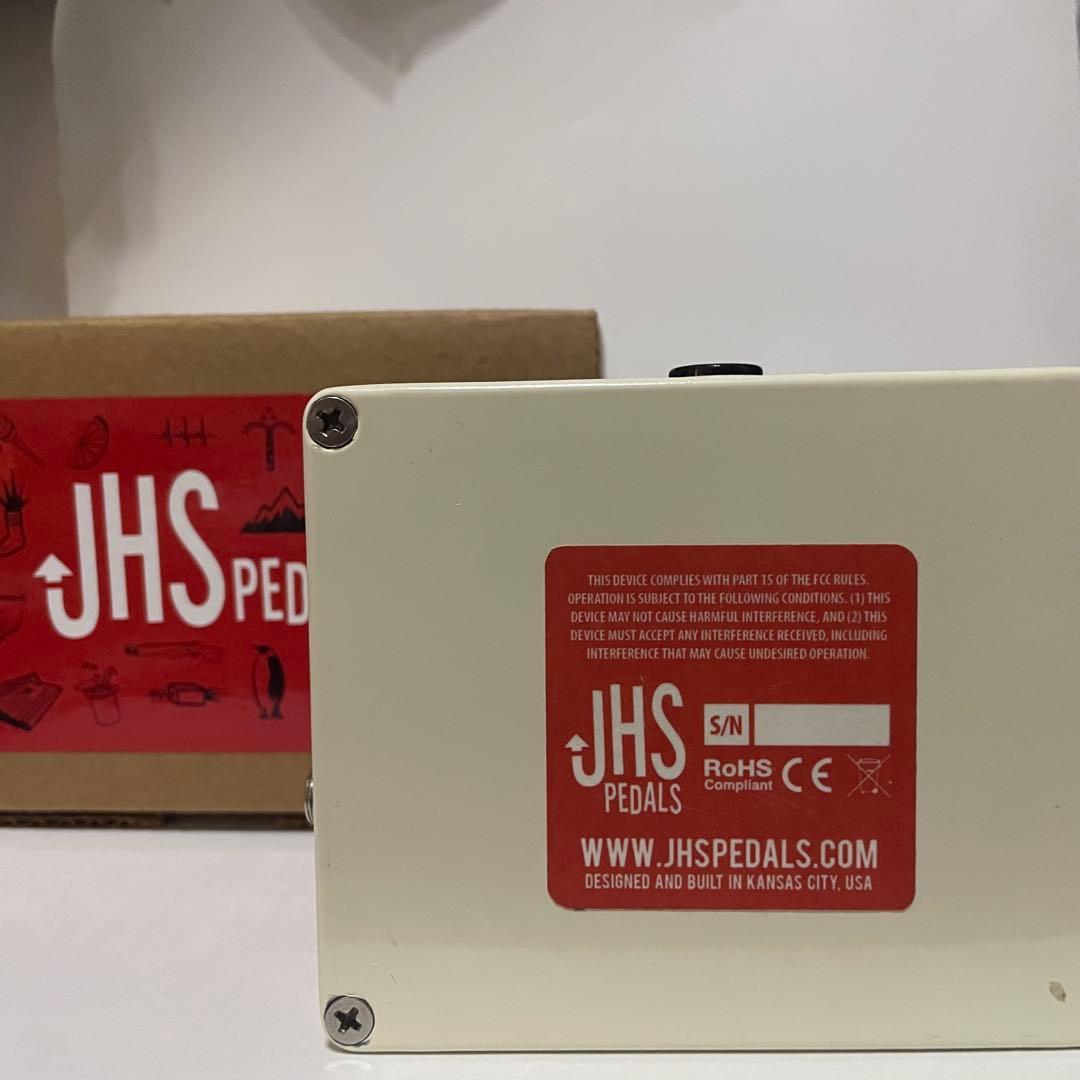 JHS PED
THIS DEVICE COMPLIES WITH PART 15 OF THE FCC RULES.
OPERATION IS SUBJECT TO THE FOLLOWING CONDITIONS. (1) THIS
DEVICE MAY NOT CAUSE HARMFUL INTERFERENCE, AND (2) THIS
DEVICE MUST ACCEPT ANY INTERFERENCE RECEIVED, INCLUDING
INTERFERENCE THAT MAY CAUSE UNDESIRED OPERATION.
JHS
PEDALS
S/N
RoHS
Compliant
CE
WWW.JHSPEDALS.COM
DESIGNED AND BUILT IN KANSAS CITY, USA